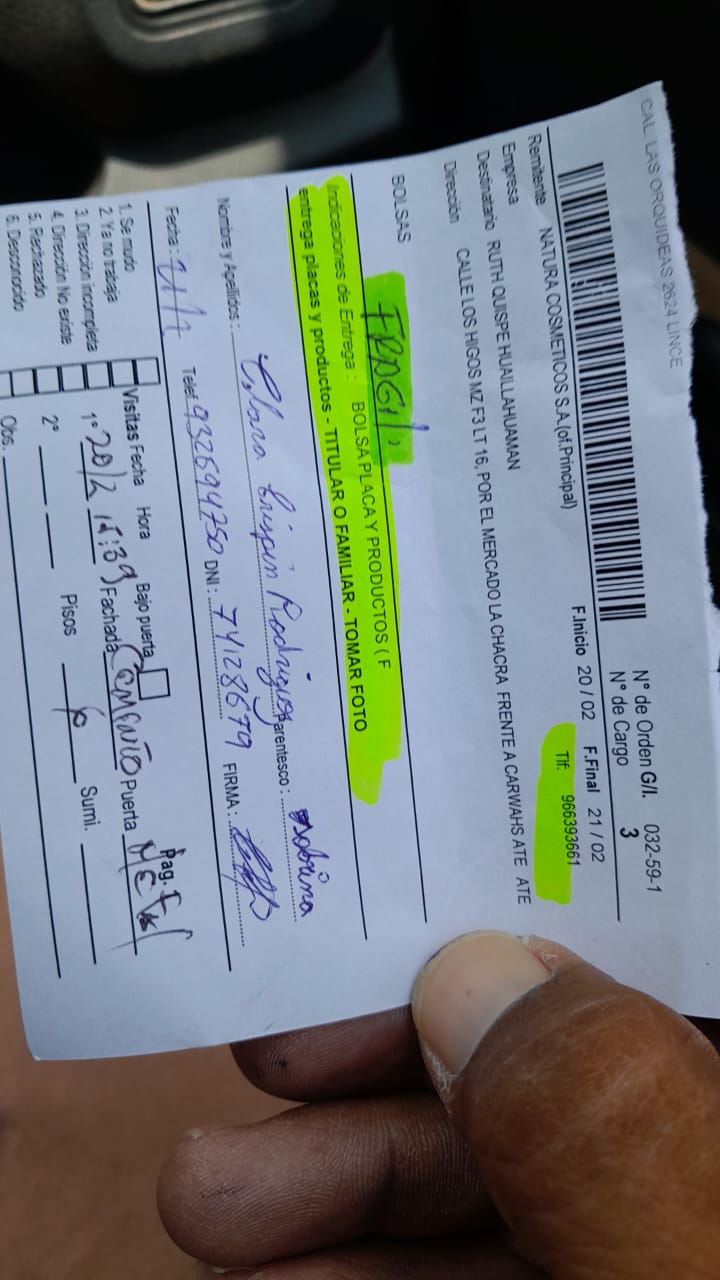 CAL. LAS ORQUIDEAS 2624 LINCE
N° de Orden G/I. 032-59-1
N° de Cargo 3
Remitente NATURA COSMETICOS S.A.(of.Principal) F.Inicio 20 / 02 F.Final 21 / 02
Empresa Tlf: 966393661
Destinatario RUTH QUISPE HUAILLAHUAMAN
Dirección CALLE LOS HIGOS MZ F3 LT 16, POR EL MERCADO LA CHACRA FRENTE A CARWAHS ATE ATE
BOLSAS
FRAGIL
Indicaciones de Entrega : BOLSA PLACA Y PRODUCTOS ( F
entrega placas y productos - TITULAR O FAMILIAR - TOMAR FOTO
Nombre y Apellidos : Clara Crispin Rodriguez Parentesco : sobrina
Fecha : Telef. 932694750 DNI : 74128679 FIRMA :
1. Se mudo
2. Ya no trabaja
3. Dirección incompleta
4. Dirección No existe
5. Rechazado
6. Desconocido
Visitas Fecha Hora Bajo puerta Pag.
1° 20/2 15:39 Fachada Puerta
2° Pisos Sumi.
Obs.